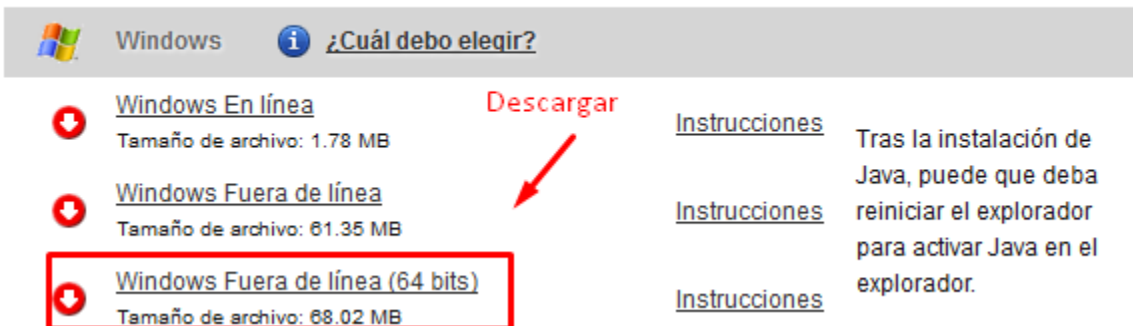 Windows ¿Cuál debo elegir?
Windows En línea
Tamaño de archivo: 1.78 MB
Descargar
Instrucciones
Windows Fuera de línea
Tamaño de archivo: 61.35 MB
Instrucciones
Windows Fuera de línea (64 bits)
Tamaño de archivo: 68.02 MB
Instrucciones
Tras la instalación de
Java, puede que deba
reiniciar el explorador
para activar Java en el
explorador.